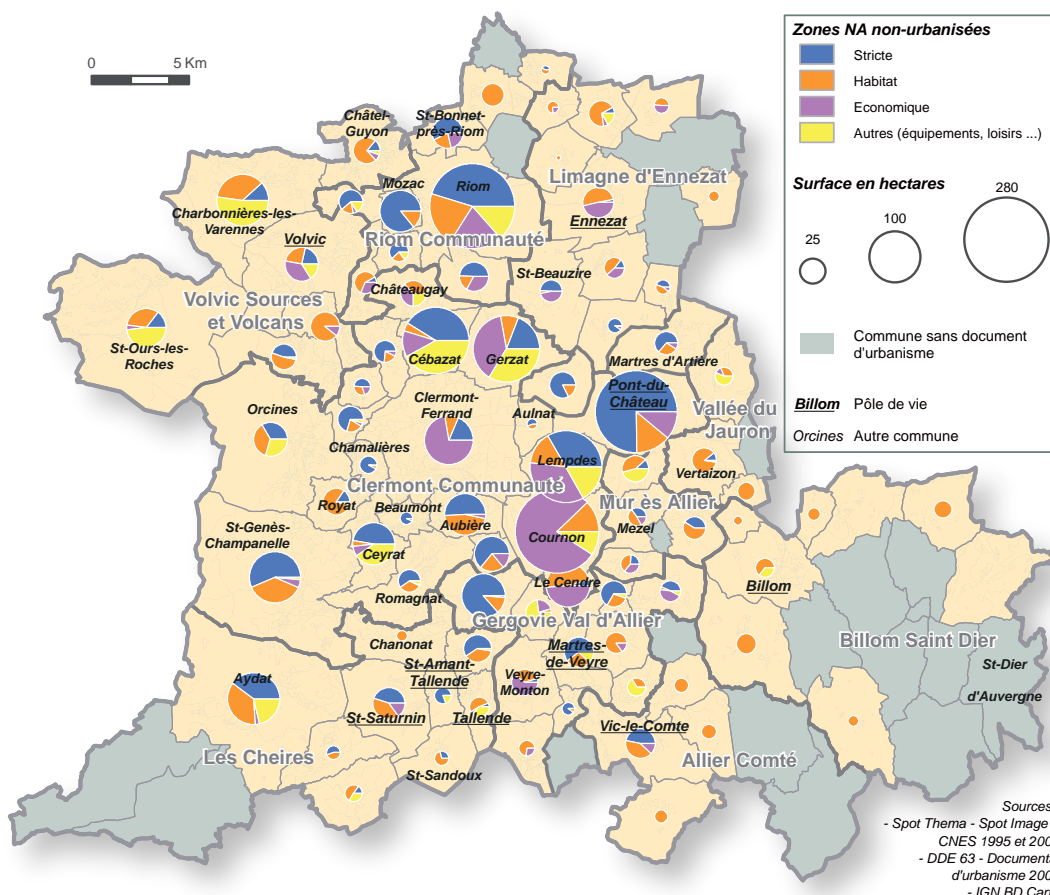 Zones NA non-urbanisées
Stricte
Habitat
Economique
Autres (équipements, loisirs ...)
Surface en hectares
25
100
280
Commune sans document
d'urbanisme
Billom Pôle de vie
Orcines Autre commune
0 5 Km
Châtel-
Guyon
St-Bonnet-
près-Riom
Mozac
Riom
Limagne d'Ennezat
Charbonnières-les-
Varennes
Ennezat
Volvic
Riom Communauté
St-Beauzire
Châteaugay
Volvic Sources
et Volcans
St-Ours-les-
Roches
Cébazat
Gerzat
Martres d'Artière
Pont-du-
Château
Orcines
Clermont-
Ferrand
Aulnat
Vallée du
Jauron
Chamalières
Lempdes
Vertaizon
Clermont Communauté
Mur ès Allier
Royat
Beaumont
Aubière
Mezel
St-Genès-
Champanelle
Cournon
Ceyrat
Le Cendre
Billom
Romagnat
Gergovie Val d'Allier
Chanonat
Billom Saint Dier
Martres-
de-Veyre
St-Amant-
Tallende
St-Dier
d'Auvergne
Aydat
Veyre-
Monton
St-Saturnin
Tallende
Vic-le-Comte
Les Cheires
Allier Comté
St-Sandoux
Sources
- Spot Thema - Spot Image
CNES 1995 et 200
- DDE 63 - Document
d'urbanisme 200
- IGN BD Car